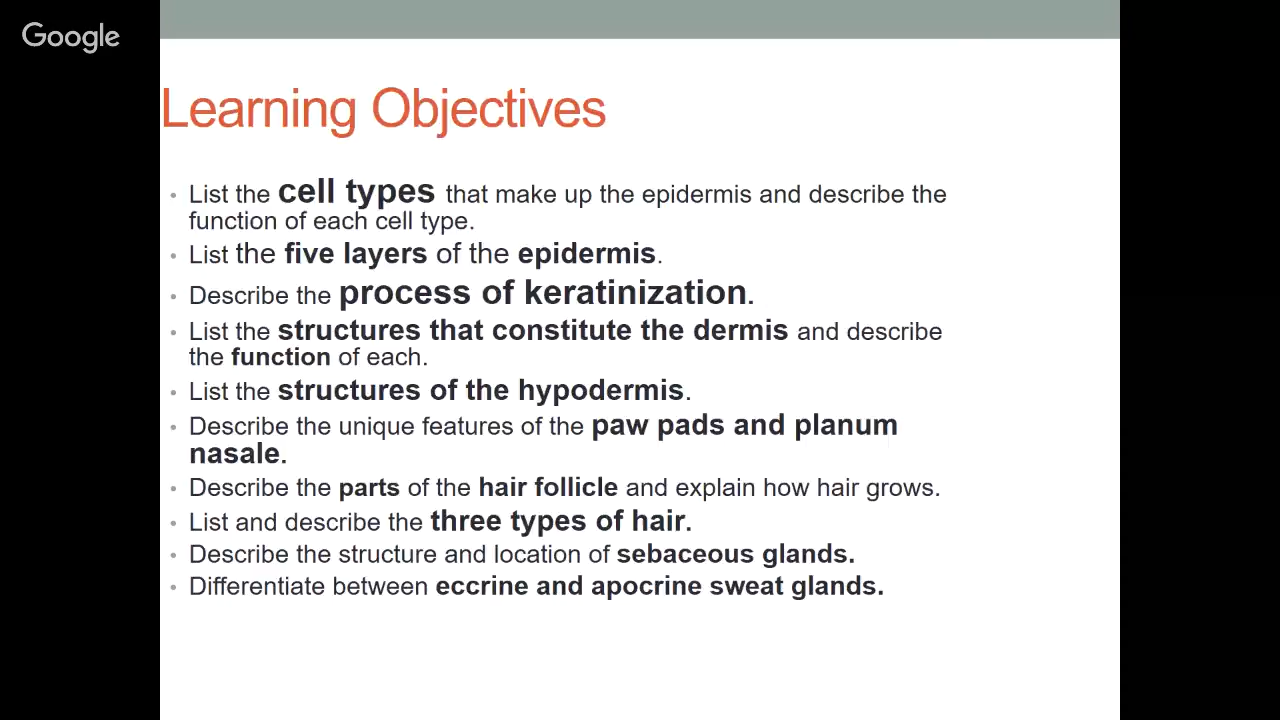 Google
Learning Objectives
• List the cell types that make up the epidermis and describe the
function of each cell type.
• List the five layers of the epidermis.
• Describe the process of keratinization.
• List the structures that constitute the dermis and describe
the function of each.
• List the structures of the hypodermis.
• Describe the unique features of the paw pads and planum
nasale.
• Describe the parts of the hair follicle and explain how hair grows.
• List and describe the three types of hair.
• Describe the structure and location of sebaceous glands.
• Differentiate between eccrine and apocrine sweat glands.